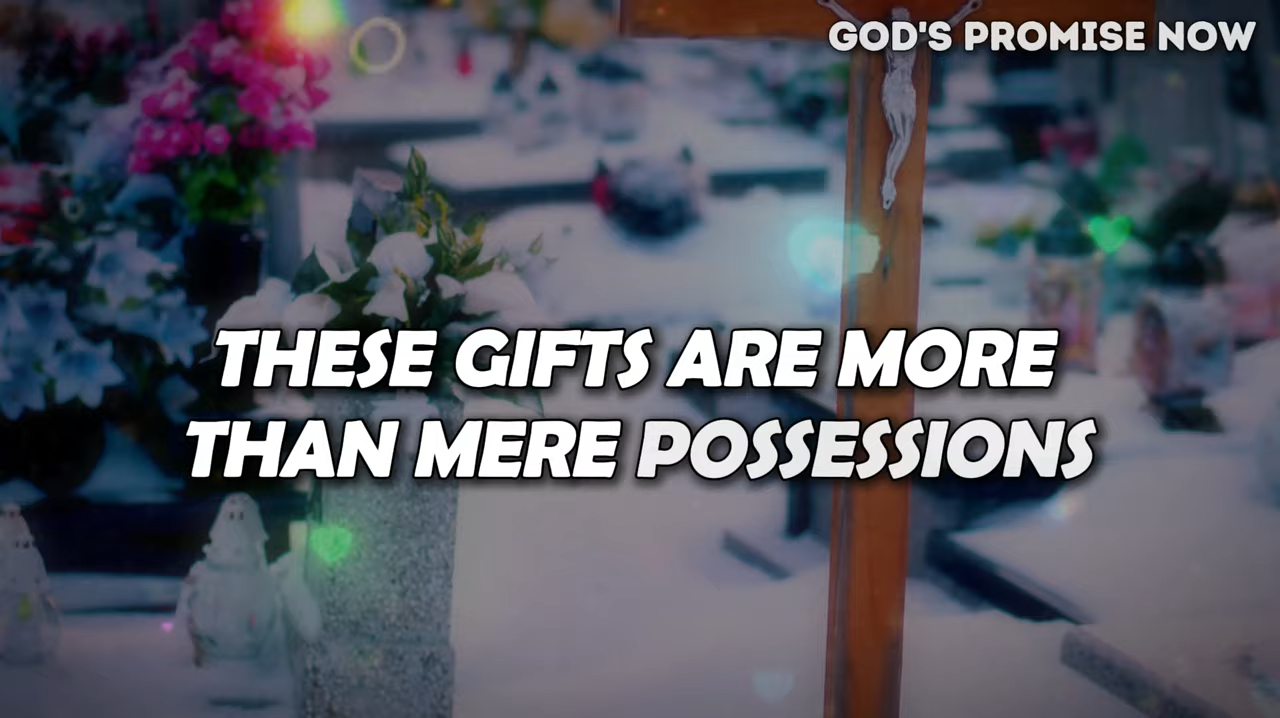 GOD'S PROMISE NOW
THESE GIFTS ARE MORE
THAN MERE POSSESSIONS